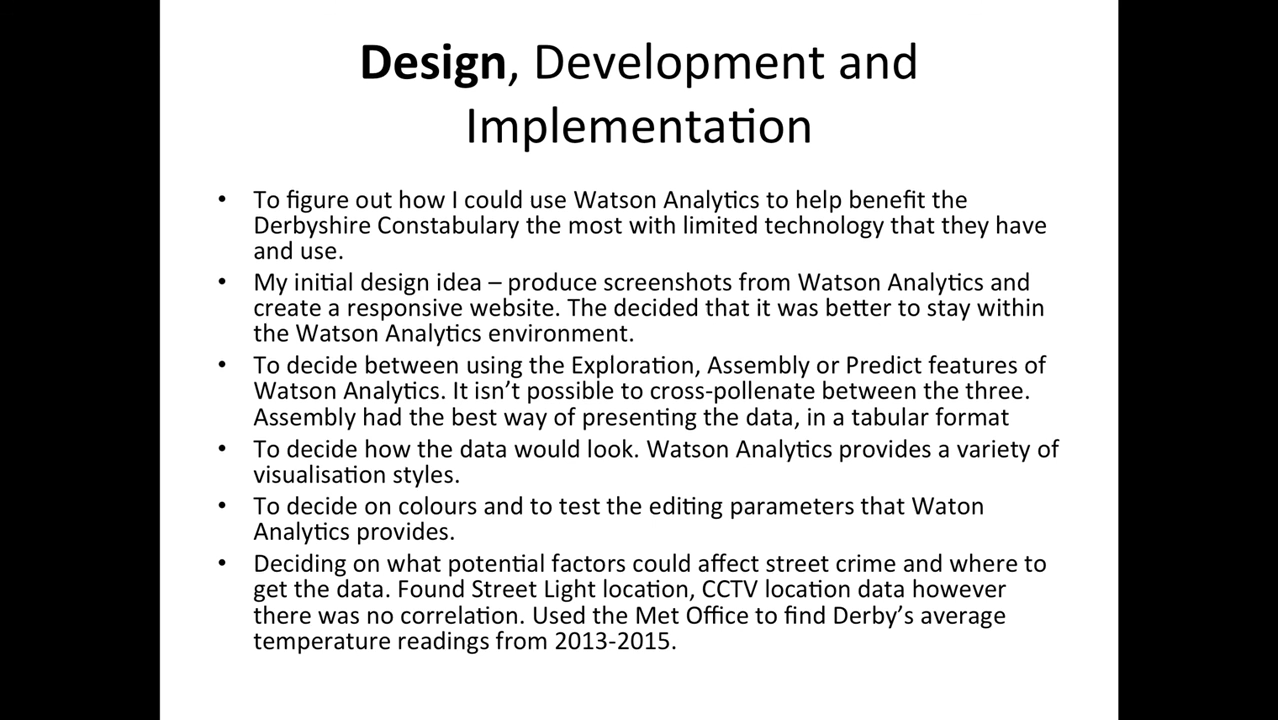 Design, Development and
Implementation
• To figure out how I could use Watson Analytics to help benefit the
Derbyshire Constabulary the most with limited technology that they have
and use.
• My initial design idea – produce screenshots from Watson Analytics and
create a responsive website. The decided that it was better to stay within
the Watson Analytics environment.
• To decide between using the Exploration, Assembly or Predict features of
Watson Analytics. It isn't possible to cross-pollenate between the three.
Assembly had the best way of presenting the data, in a tabular format
• To decide how the data would look. Watson Analytics provides a variety of
visualisation styles.
• To decide on colours and to test the editing parameters that Waton
Analytics provides.
• Deciding on what potential factors could affect street crime and where to
get the data. Found Street Light location, CCTV location data however
there was no correlation. Used the Met Office to find Derby's average
temperature readings from 2013-2015.